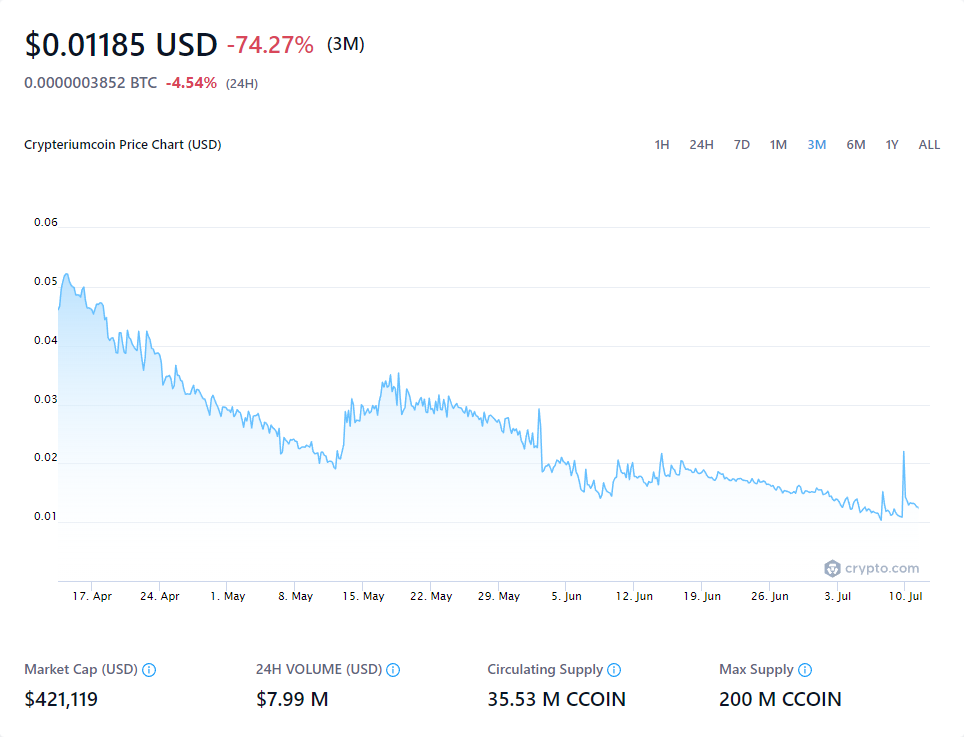 $0.01185 USD -74.27% (3M)
0.0000003852 BTC -4.54% (24H)
Crypteriumcoin Price Chart (USD) 1H 24H 7D 1M 3M 6M 1Y ALL
0.06
0.05
0.04
0.03
0.02
0.01
crypto.com
17. Apr 24. Apr 1. May 8. May 15. May 22. May 29. May 5. Jun 12. Jun 19. Jun 26. Jun 3. Jul 10. Jul
Market Cap (USD) 24H VOLUME (USD) Circulating Supply Max Supply
$421,119 $7.99 M 35.53 M CCOIN 200 M CCOIN